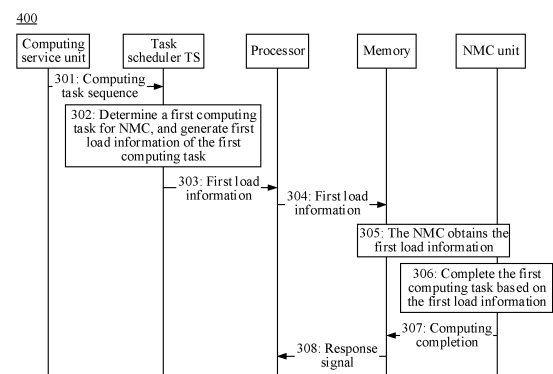 400
Computing
service unit
Task
scheduler TS
Processor
Memory
NMC unit
301: Computing
task sequence
302: Determine a first computing
task for NMC, and generate first
load information of the first
computing task
303: First load
information
304: First load
information
305: The NMC obtains the
first load information
306: Complete the first
computing task based on
the first load information
307: Computing
completion
308: Response
signal